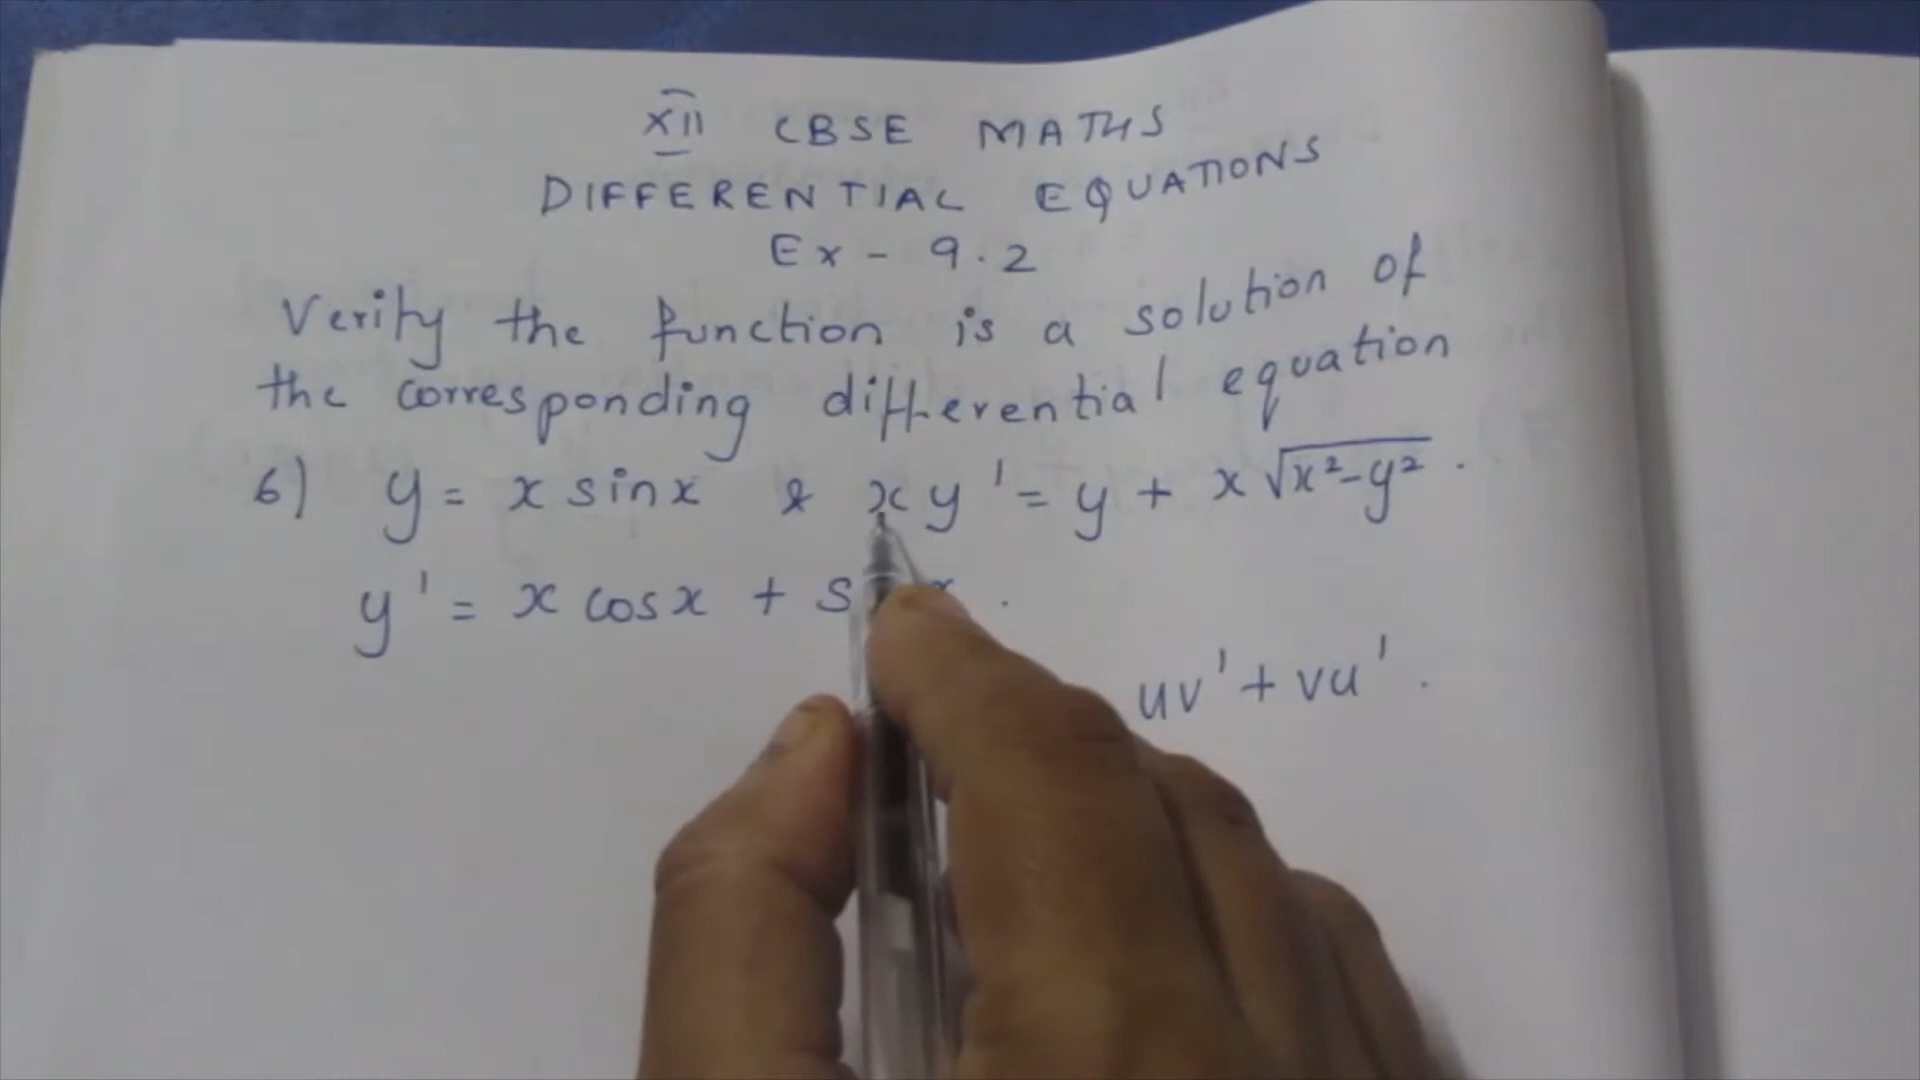 XII CBSE MATHS
DIFFERENTIAL EQUATIONS
Ex - 9.2
Verify the function is a solution of
the corresponding differential equation
6) y = x sinx & xy' = y + x √x²-y² .
y' = x cosx + .
uv' + vu' .